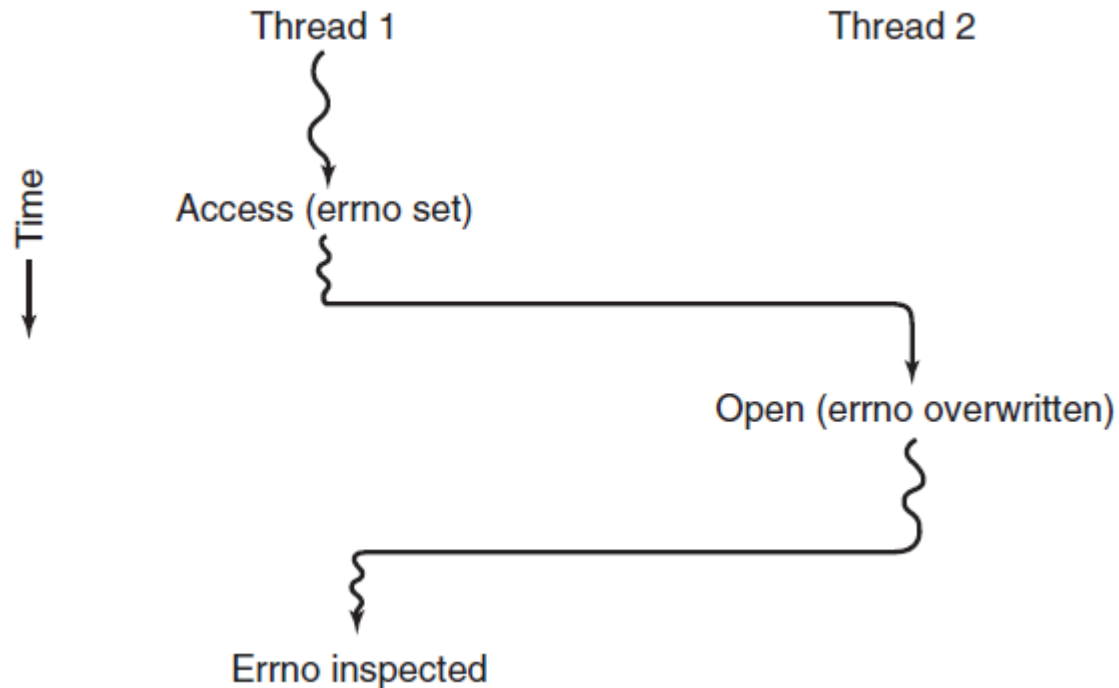 Thread 1
Thread 2
Time
Access (errno set)
Open (errno overwritten)
Errno inspected